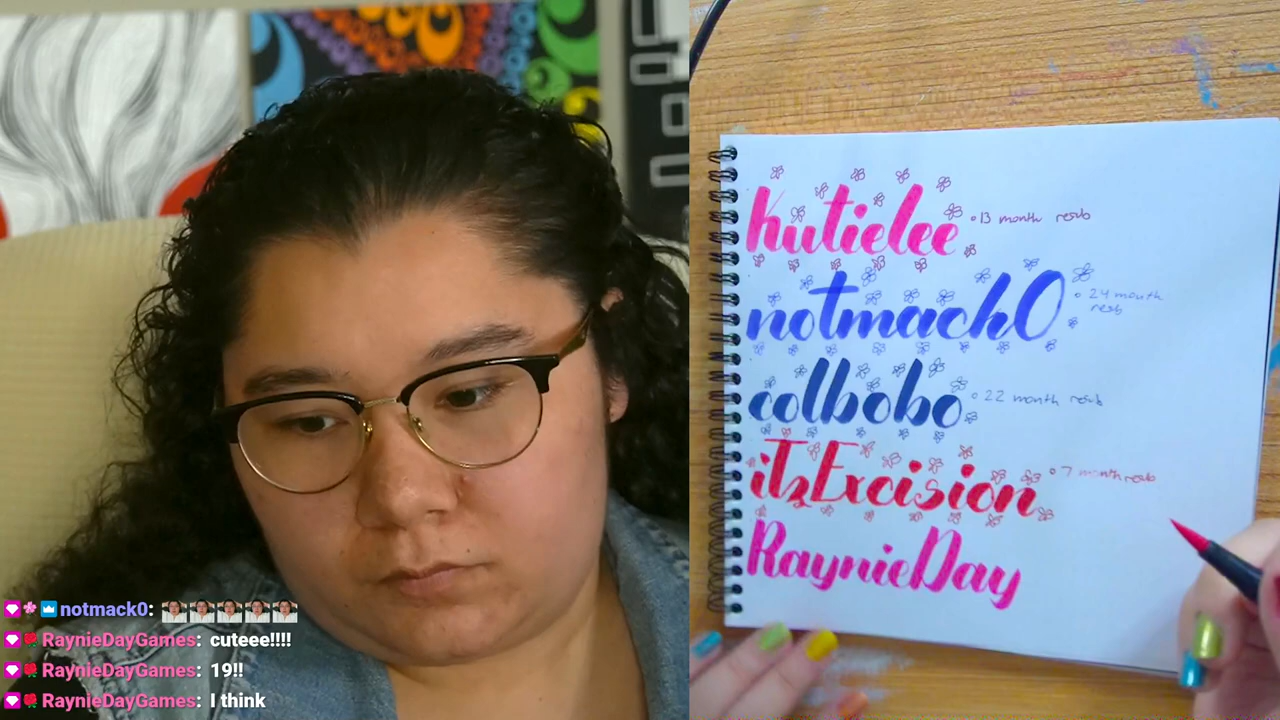 notmack0:
RaynieDayGames: cuteee!!!!
RaynieDayGames: 19!!
RaynieDayGames: I think
kutielee
13 month resub
notmack0
24 month
resb
colbobo
22 month resub
itzExcision
7 month resub
RaynieDay